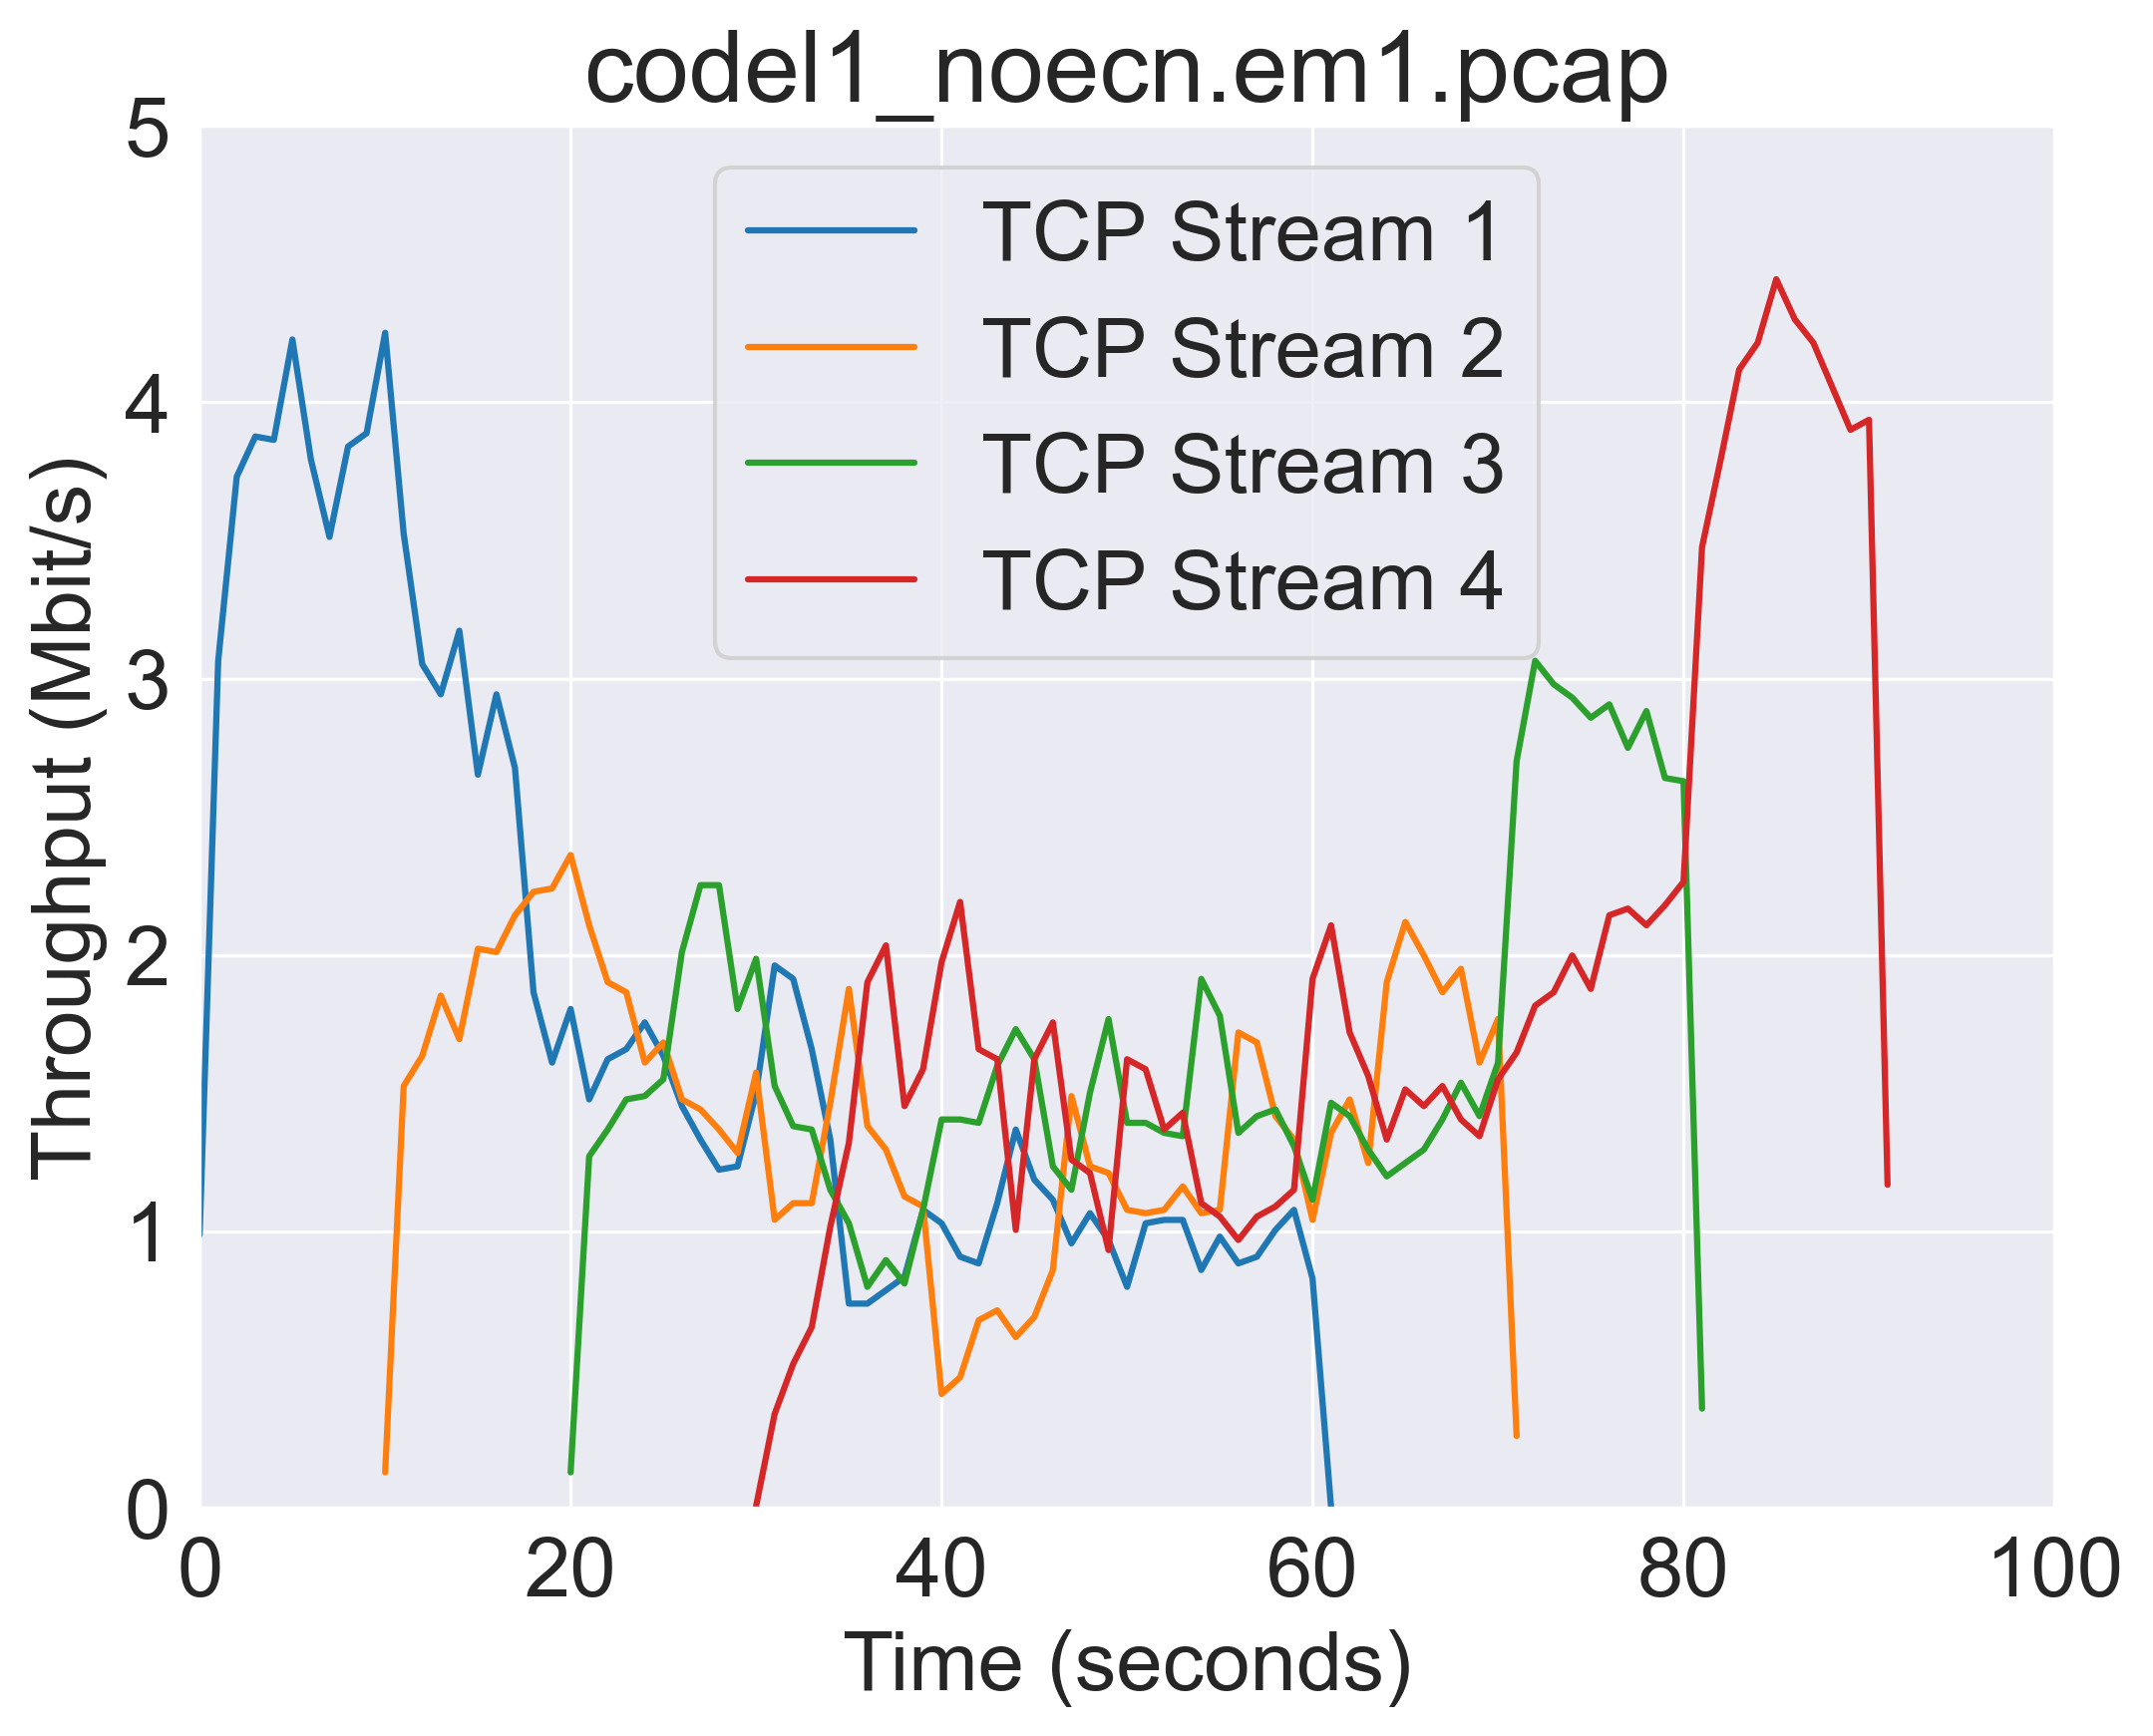 codel1_noecn.em1.pcap
TCP Stream 1
TCP Stream 2
TCP Stream 3
TCP Stream 4
Throughput (Mbit/s)
5
4
3
2
1
0
0 20 40 60 80 100
Time (seconds)